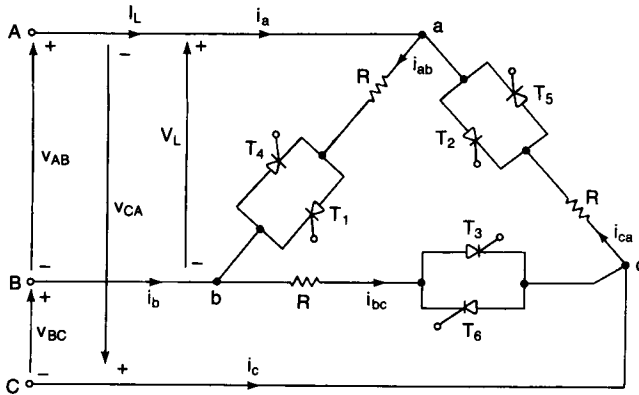 A
+
I_L
i_a
a
−
+
i_ab
R
T_5
T_4
T_2
V_L
v_AB
v_CA
T_1
R
T_3
i_ca
c
−
−
B
+
i_b
b
R
i_bc
T_6
v_BC
+
−
C
i_c